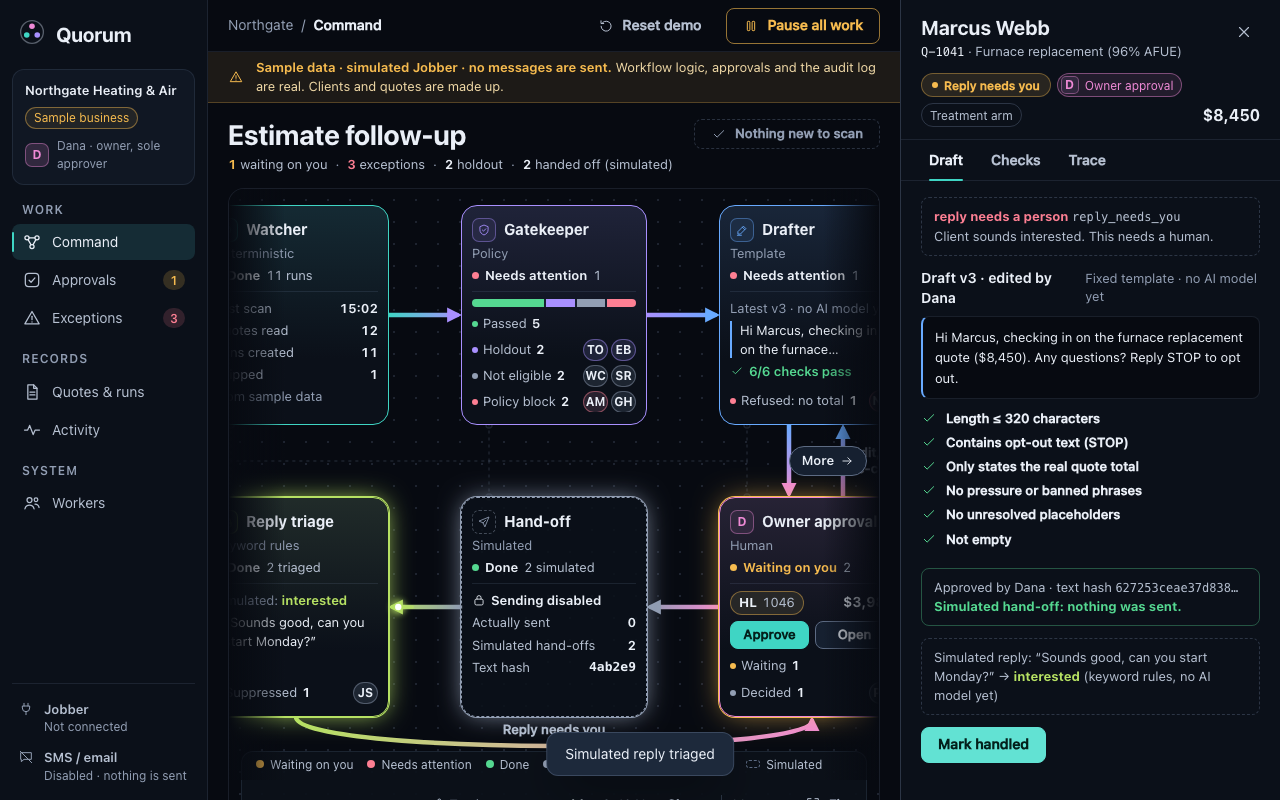 Quorum
Northgate Heating & Air
Sample business
D
Dana · owner, sole
approver
WORK
Command
Approvals
1
Exceptions
3
RECORDS
Quotes & runs
Activity
SYSTEM
Workers
Jobber
Not connected
SMS / email
Disabled · nothing is sent
Northgate / Command
Reset demo
Pause all work
Sample data · simulated Jobber · no messages are sent. Workflow logic, approvals and the audit log
are real. Clients and quotes are made up.
Estimate follow-up
Nothing new to scan
1 waiting on you · 3 exceptions · 2 holdout · 2 handed off (simulated)
Watcher
Done 11 runs
scan 15:02
read 12
created 11
1
sample data
Gatekeeper
Policy
Needs attention 1
Passed 5
Holdout 2 TO EB
Not eligible 2 WC SR
Policy block 2 AM GH
Drafter
Template
Needs attention 1
Latest v3 · no AI model
Hi Marcus, checking in
on the furnace…
6/6 checks pass
Refused: no total 1
More →
Reply triage
rules
Done 2 triaged
interested
Sounds good, can you
start Monday?”
1 JS
Hand-off
Simulated
Done 2 simulated
Sending disabled
Actually sent 0
Simulated hand-offs 2
Text hash 4ab2e9
D
Owner approval
Human
Waiting on you 2
HL 1046
Approve
Open
Waiting 1
Decided 1
Reply needs you
Simulated reply triaged
Waiting on you
Needs attention
Done
Simulated
Marcus Webb
Q-1041 · Furnace replacement (96% AFUE)
Reply needs you
D Owner approval
Treatment arm
$8,450
Draft
Checks
Trace
reply needs a person reply_needs_you
Client sounds interested. This needs a human.
Draft v3 · edited by
Dana
Fixed template · no AI model
yet
Hi Marcus, checking in on the furnace replacement
quote ($8,450). Any questions? Reply STOP to opt
out.
Length ≤ 320 characters
Contains opt-out text (STOP)
Only states the real quote total
No pressure or banned phrases
No unresolved placeholders
Not empty
Approved by Dana · text hash 627253ceae37d838…
Simulated hand-off: nothing was sent.
Simulated reply: “Sounds good, can you start
Monday?” → interested (keyword rules, no AI
model yet)
Mark handled